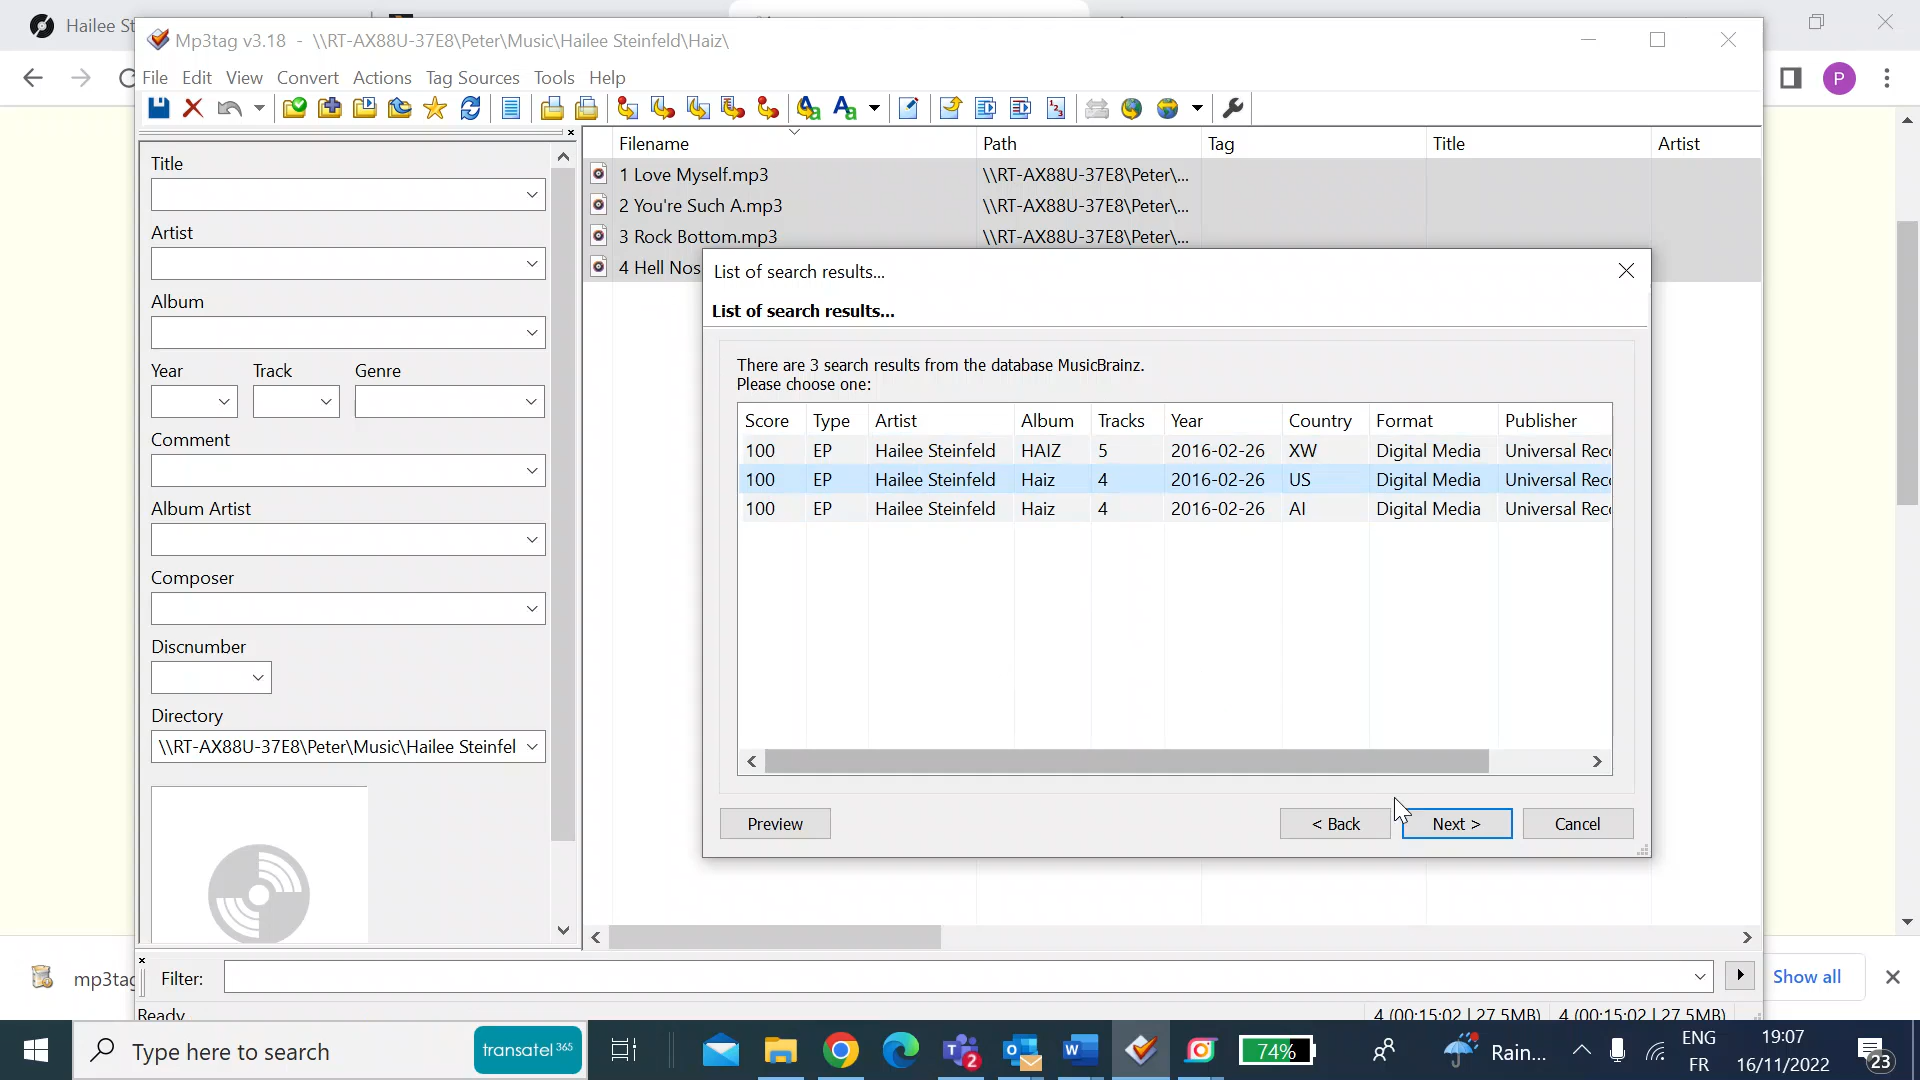 Hailee St
Mp3tag v3.18 - \\RT-AX88U-37E8\Peter\Music\Hailee Steinfeld\Haiz\
File Edit View Convert Actions Tag Sources Tools Help
P
Filename Path Tag Title Artist
1 Love Myself.mp3 \\RT-AX88U-37E8\Peter\...
2 You're Such A.mp3 \\RT-AX88U-37E8\Peter\...
3 Rock Bottom.mp3 \\RT-AX88U-37E8\Peter\...
4 Hell Nos
Title
Artist
Album
Year Track Genre
Comment
Album Artist
Composer
Discnumber
Directory
\\RT-AX88U-37E8\Peter\Music\Hailee Steinfel
List of search results...
List of search results...
There are 3 search results from the database MusicBrainz.
Please choose one:
Score Type Artist Album Tracks Year Country Format Publisher
100 EP Hailee Steinfeld HAIZ 5 2016-02-26 XW Digital Media Universal Reco
100 EP Hailee Steinfeld Haiz 4 2016-02-26 US Digital Media Universal Reco
100 EP Hailee Steinfeld Haiz 4 2016-02-26 AI Digital Media Universal Reco
Preview < Back Next > Cancel
Filter:
mp3tag
Show all
Ready
4 (00:15:02 | 27.5MB) 4 (00:15:02 | 27.5MB)
Type here to search
transatel 365
2
74%
Rain...
ENG
FR
19:07
16/11/2022
23